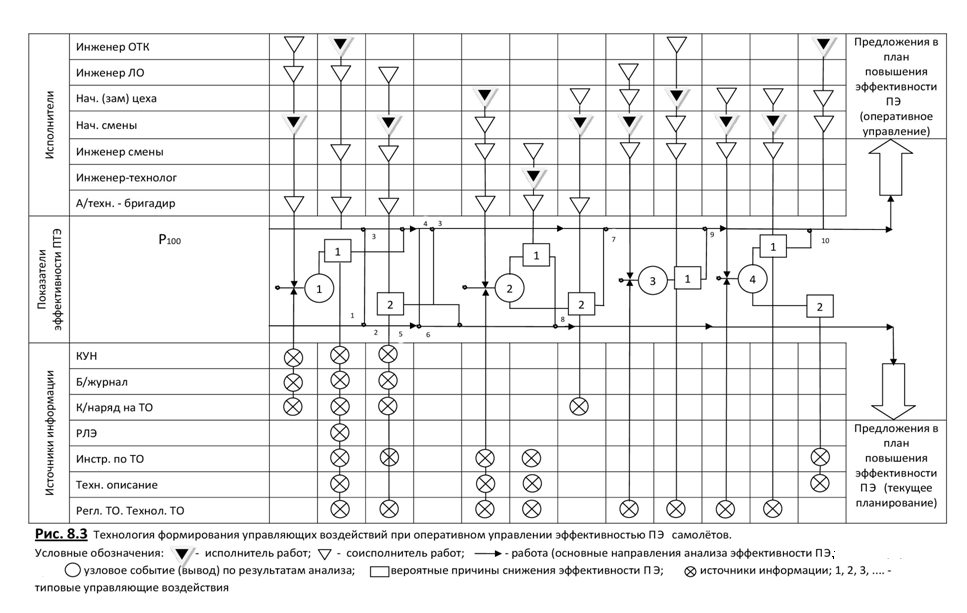 Исполнители
Инженер ОТК
Инженер ЛО
Нач. (зам) цеха
Нач. смены
Инженер смены
Инженер-технолог
А/техн. - бригадир
Предложения в
план
повышения
эффективности
ПЭ
(оперативное
управление)
Показатели
эффективности ПТЭ
Р100
3
4
3
7
9
10
1
1
1
1
1
2
3
4
2
2
2
1
2
5
6
8
Источники информации
КУН
Б/журнал
К/наряд на ТО
РЛЭ
Инстр. по ТО
Техн. описание
Регл. ТО. Технол. ТО
Предложения в
план
повышения
эффективности
ПЭ (текущее
планирование)
Рис. 8.3 Технология формирования управляющих воздействий при оперативном управлении эффективностью ПЭ самолётов.
Условные обозначения: - исполнитель работ; - соисполнитель работ; - работа (основные направления анализа эффективности ПЭ;
узловое событие (вывод) по результатам анализа; вероятные причины снижения эффективности ПЭ; источники информации; 1, 2, 3, .... -
типовые управляющие воздействия